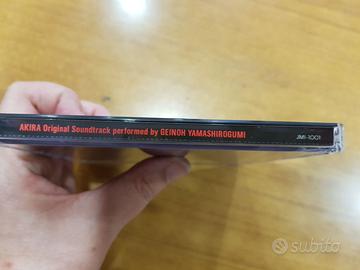 AKIRA Original Soundtrack performed by GEINOH YAMASHIROGUMI
JMI-1001
subito